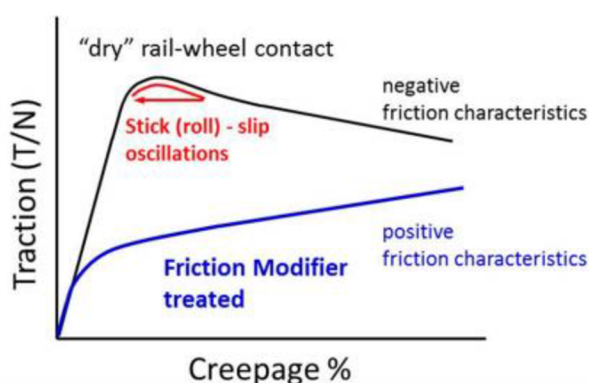 “dry” rail-wheel contact
negative
friction characteristics
Stick (roll) - slip
oscillations
Traction (T/N)
positive
friction characteristics
Friction Modifier
treated
Creepage %